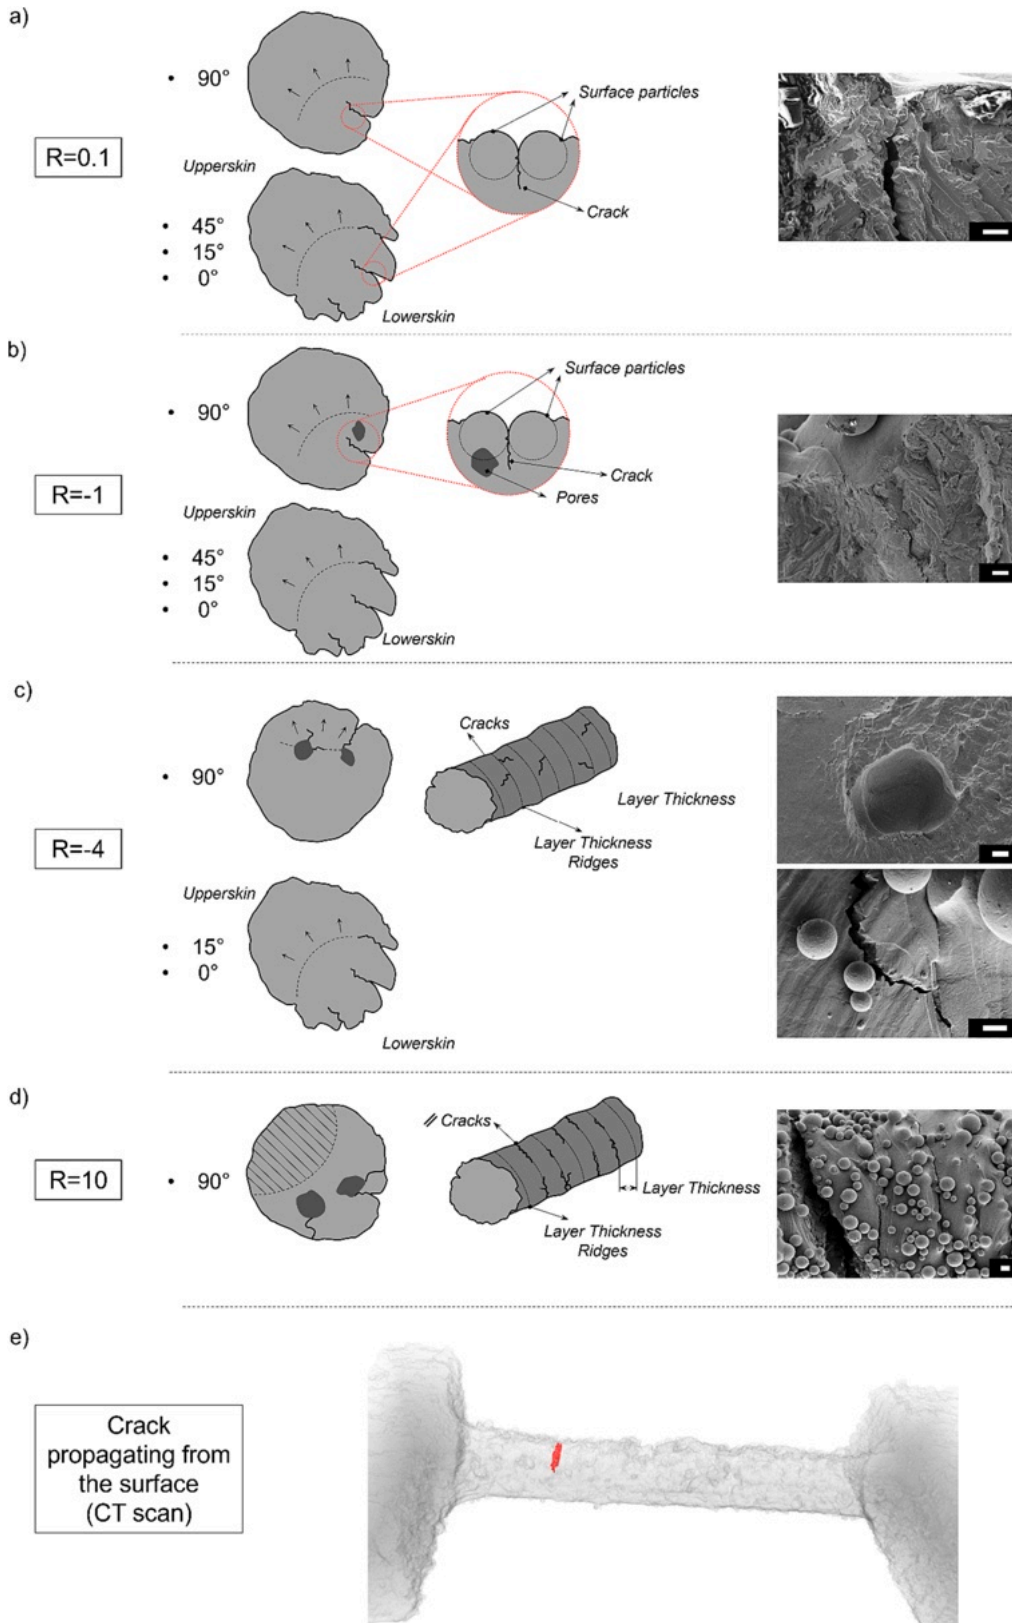 a)
• 90°
Surface particles
R=0.1
Upperskin
Crack
• 45°
• 15°
• 0°
Lowerskin
b)
Surface particles
• 90°
Crack
R=-1
Pores
Upperskin
• 45°
• 15°
• 0°
Lowerskin
c)
Cracks
• 90°
Layer Thickness
Layer Thickness
Ridges
R=-4
Upperskin
• 15°
• 0°
Lowerskin
d)
// Cracks
R=10
• 90°
Layer Thickness
Layer Thickness
Ridges
e)
Crack
propagating from
the surface
(CT scan)